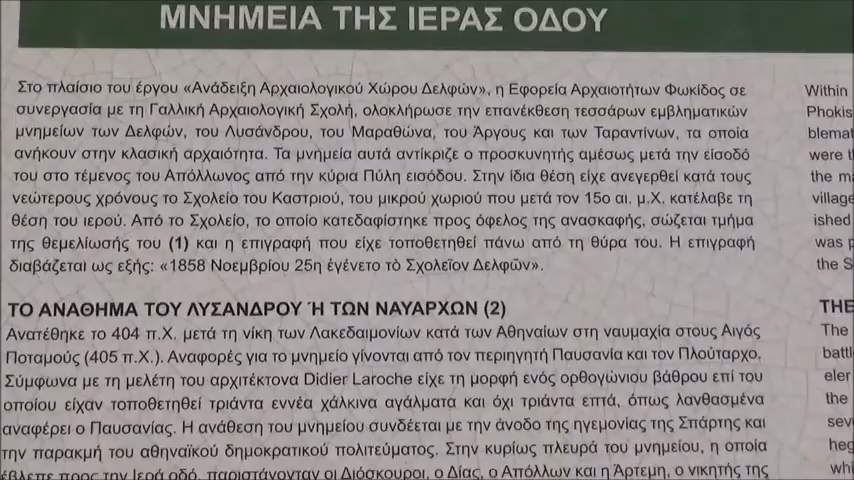 ΜΝΗΜΕΙΑ ΤΗΣ ΙΕΡΑΣ ΟΔΟΥ
Στο πλαίσιο του έργου «Ανάδειξη Αρχαιολογικού Χώρου Δελφών», η Εφορεία Αρχαιοτήτων Φωκίδος σε
συνεργασία με τη Γαλλική Αρχαιολογική Σχολή, ολοκλήρωσε την επανέκθεση τεσσάρων εμβληματικών
μνημείων των Δελφών, του Λυσάνδρου, του Μαραθώνα, του Άργους και των Ταραντίνων, τα οποία
ανήκουν στην κλασική αρχαιότητα. Τα μνημεία αυτά αντίκριζε ο προσκυνητής αμέσως μετά την είσοδό
του στο τέμενος του Απόλλωνος από την κύρια Πύλη εισόδου. Στην ίδια θέση είχε ανεγερθεί κατά τους
νεώτερους χρόνους το Σχολείο του Καστριού, του μικρού χωριού που μετά τον 15ο αι. μ.Χ. κατέλαβε τη
θέση του ιερού. Από το Σχολείο, το οποίο κατεδαφίστηκε προς όφελος της ανασκαφής, σώζεται τμήμα
της θεμελίωσής του (1) και η επιγραφή που είχε τοποθετηθεί πάνω από τη θύρα του. Η επιγραφή
διαβάζεται ως εξής: «1858 Νοεμβρίου 25η ἐγένετο τὸ Σχολεῖον Δελφῶν».
ΤΟ ΑΝΑΘΗΜΑ ΤΟΥ ΛΥΣΑΝΔΡΟΥ Ή ΤΩΝ ΝΑΥΑΡΧΩΝ (2)
Ανατέθηκε το 404 π.Χ. μετά τη νίκη των Λακεδαιμονίων κατά των Αθηναίων στη ναυμαχία στους Αιγός
Ποταμούς (405 π.Χ.). Αναφορές για το μνημείο γίνονται από τον περιηγητή Παυσανία και τον Πλούταρχο.
Σύμφωνα με τη μελέτη του αρχιτέκτονα Didier Laroche είχε τη μορφή ενός ορθογώνιου βάθρου επί του
οποίου είχαν τοποθετηθεί τριάντα εννέα χάλκινα αγάλματα και όχι τριάντα επτά, όπως λανθασμένα
αναφέρει ο Παυσανίας. Η ανάθεση του μνημείου συνδέεται με την άνοδο της ηγεμονίας της Σπάρτης και
την παρακμή του αθηναϊκού δημοκρατικού πολιτεύματος. Στην κυρίως πλευρά του μνημείου, η οποία
έβλεπε προς την Ιερά οδό, παριστάνονταν οι Διόσκουροι, ο Δίας, ο Απόλλων και η Άρτεμη, ο νικητής της
Within
Phokis
blemat
were t
the ma
village
ished
was p
the S
THE
The
battl
eler
the
sev
heg
whi